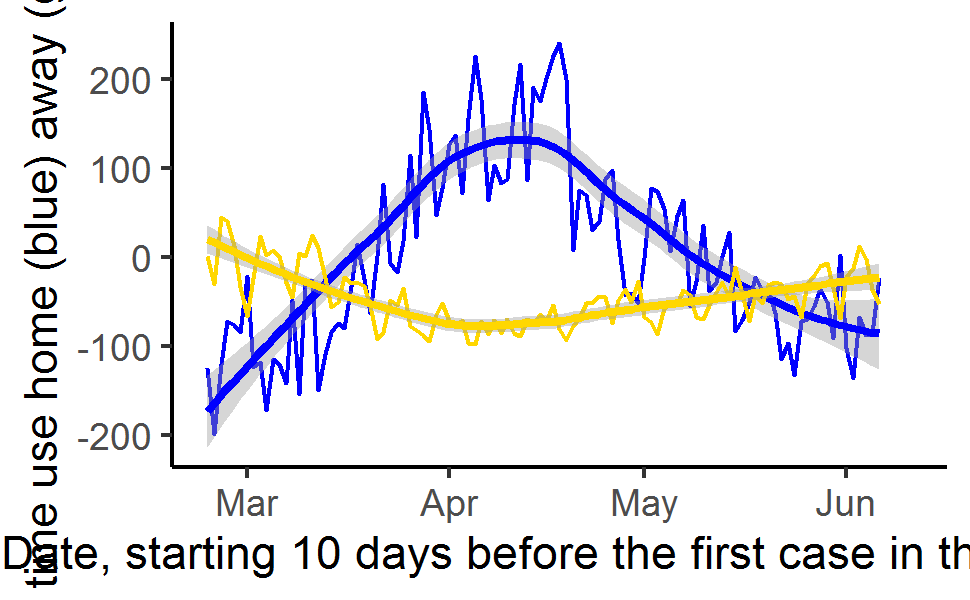 time use home (blue) away (
200
100
0
-100
-200
Mar Apr May Jun
Date, starting 10 days before the first case in th